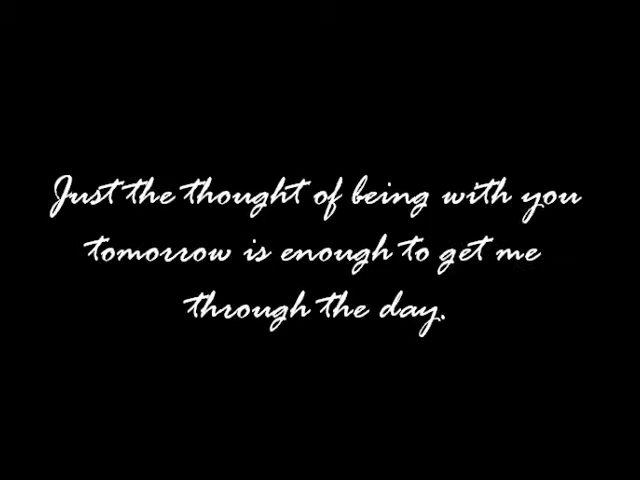 Just the thought of being with you
tomorrow is enough to get me
through the day.